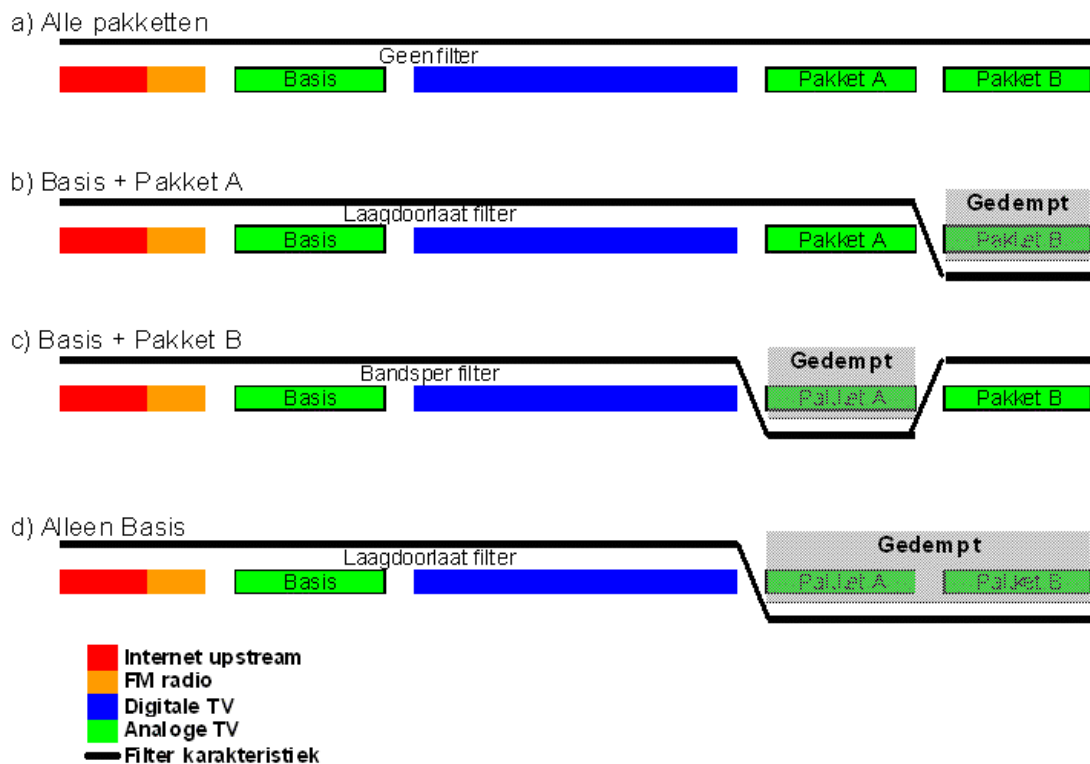 a) Alle pakketten
Geen filter
Basis
Pakket A
Pakket B
b) Basis + Pakket A
Laagdoorlaat filter
Gedempt
Basis
Pakket A
Pakket B
c) Basis + Pakket B
Bandsper filter
Gedempt
Basis
Pakket A
Pakket B
d) Alleen Basis
Laagdoorlaat filter
Gedempt
Basis
Pakket A
Pakket B
Internet upstream
FM radio
Digitale TV
Analoge TV
Filter karakteristiek